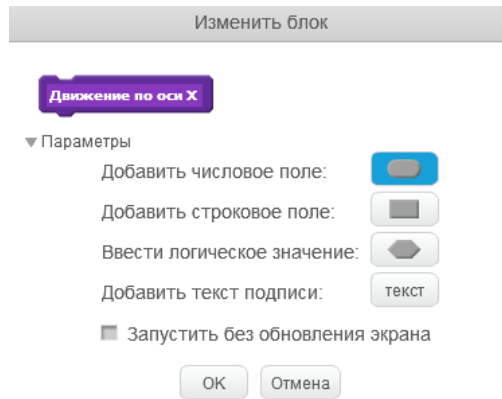 Изменить блок
Движение по оси X
Параметры
Добавить числовое поле:
Добавить строковое поле:
Ввести логическое значение:
Добавить текст подписи: текст
Запустить без обновления экрана
OK Отмена